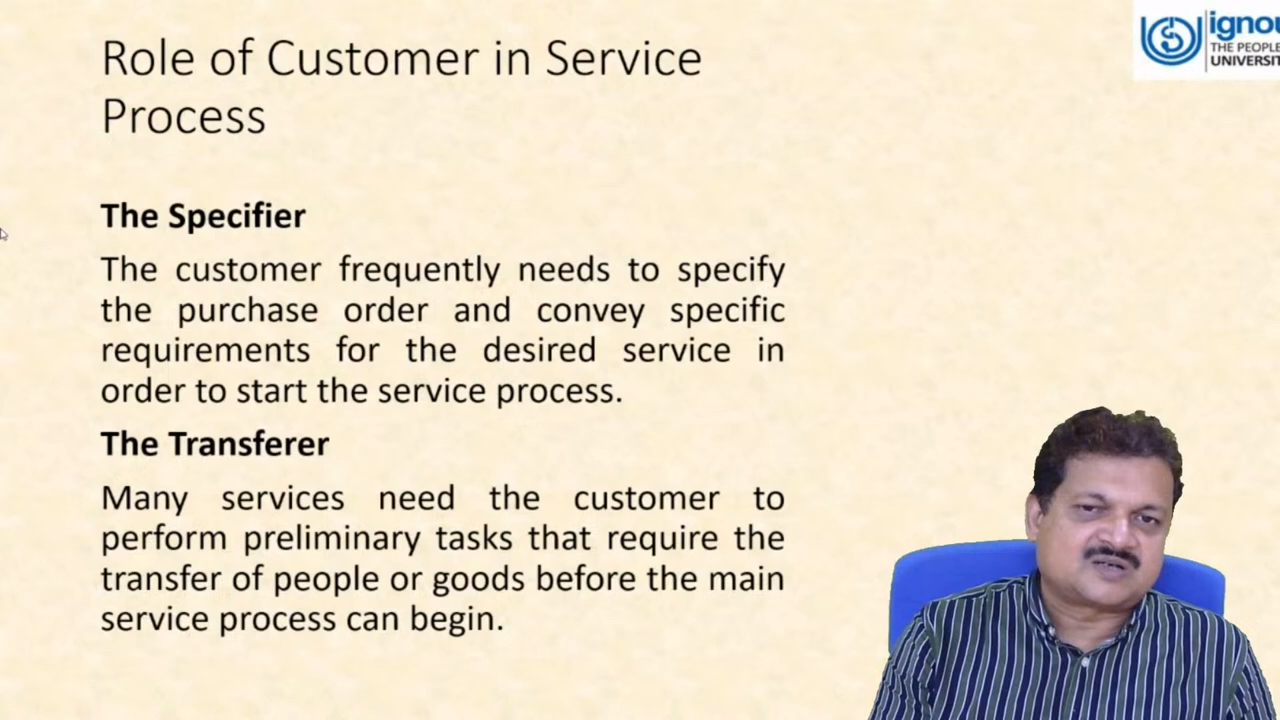 Role of Customer in Service
Process
ignou
THE PEOPLE
UNIVERSIT
The Specifier
The customer frequently needs to specify
the purchase order and convey specific
requirements for the desired service in
order to start the service process.
The Transferer
Many services need the customer to
perform preliminary tasks that require the
transfer of people or goods before the main
service process can begin.